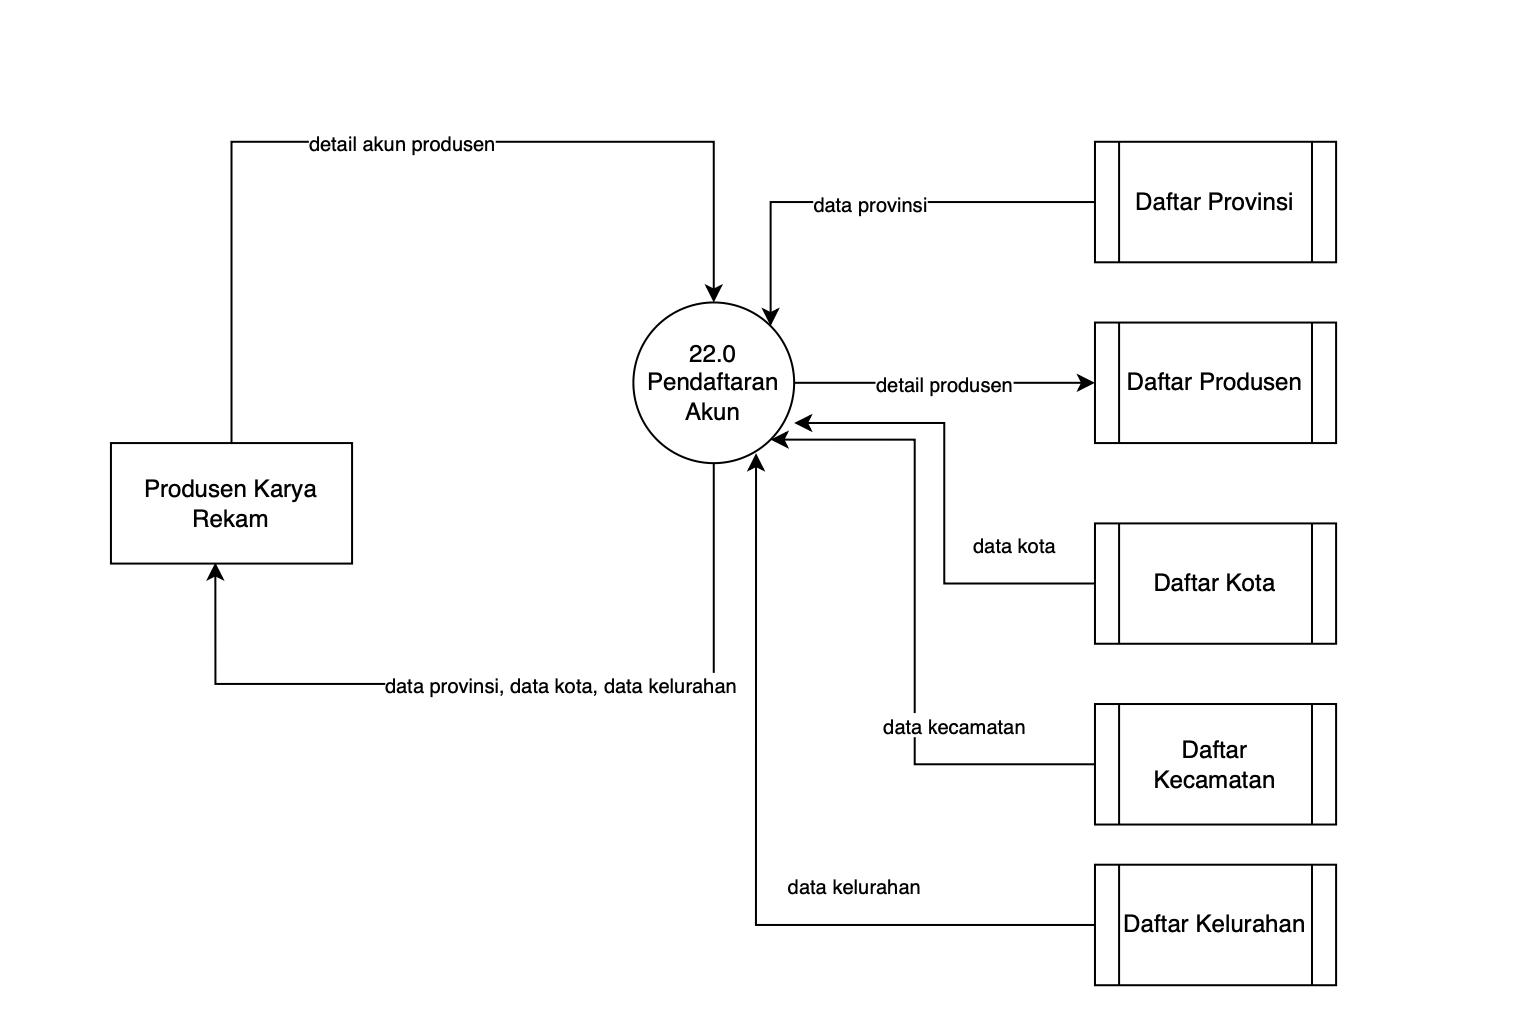 detail akun produsen
data provinsi
Daftar Provinsi
22.0
Pendaftaran
Akun
detail produsen
Daftar Produsen
Produsen Karya
Rekam
data kota
Daftar Kota
data provinsi, data kota, data kelurahan
data kecamatan
Daftar
Kecamatan
data kelurahan
Daftar Kelurahan